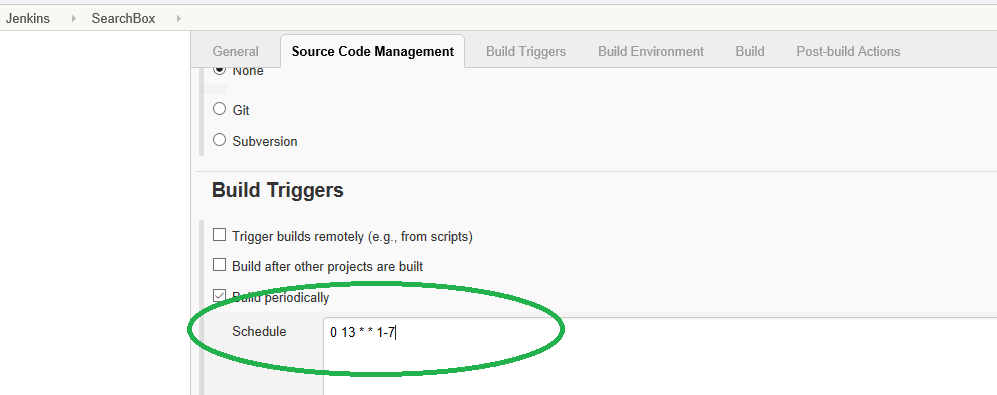 Jenkins SearchBox
General Source Code Management Build Triggers Build Environment Build Post-build Actions
None
Git
Subversion
Build Triggers
Trigger builds remotely (e.g., from scripts)
Build after other projects are built
Build periodically
Schedule 0 13 * * 1-7